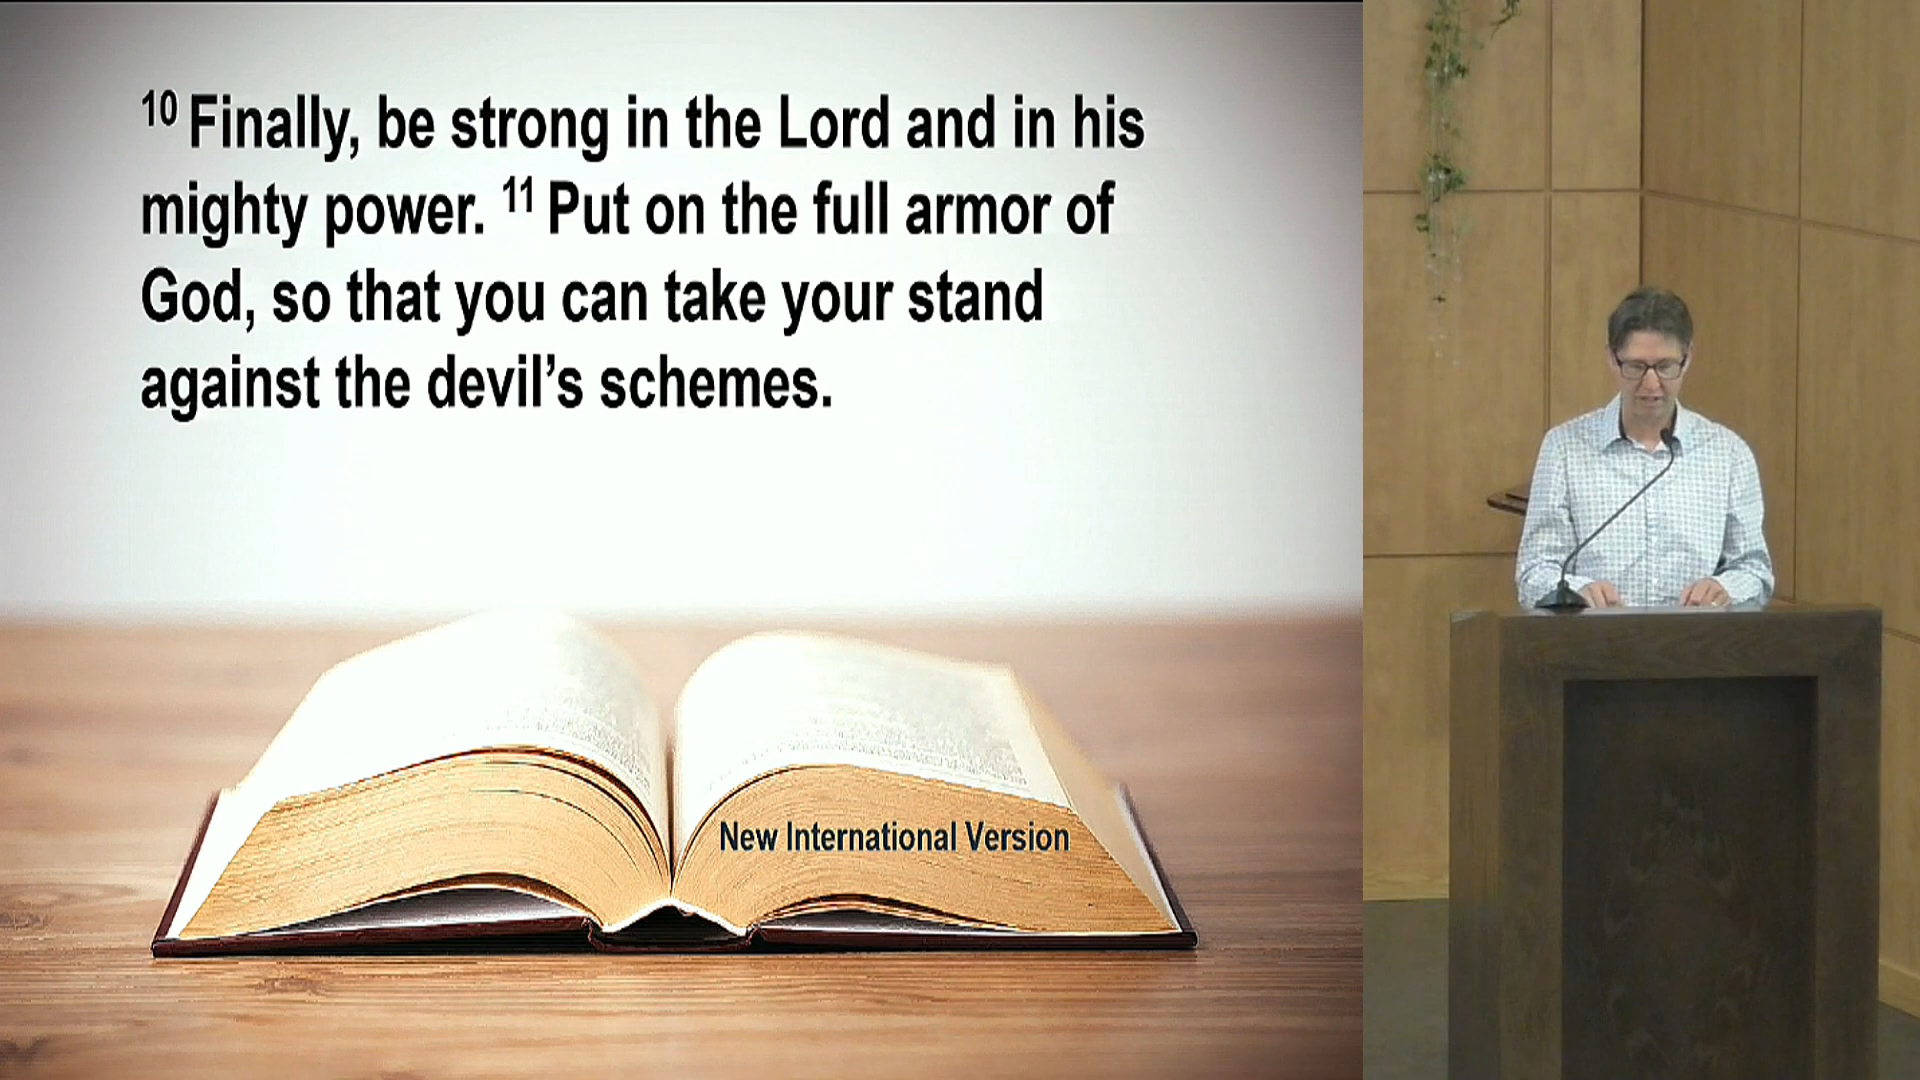 10 Finally, be strong in the Lord and in his
mighty power. 11 Put on the full armor of
God, so that you can take your stand
against the devil’s schemes.
New International Version